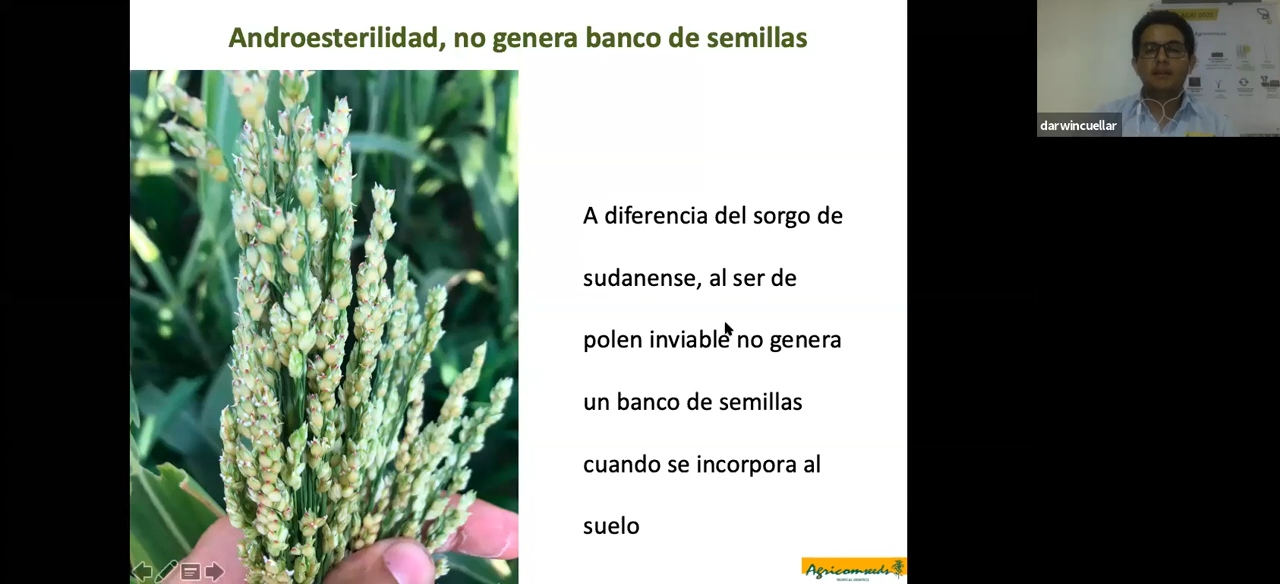 Androesterilidad, no genera banco de semillas
A diferencia del sorgo de
sudanense, al ser de
polen inviable no genera
un banco de semillas
cuando se incorpora al
suelo
Agricomseeds
darwincuellar